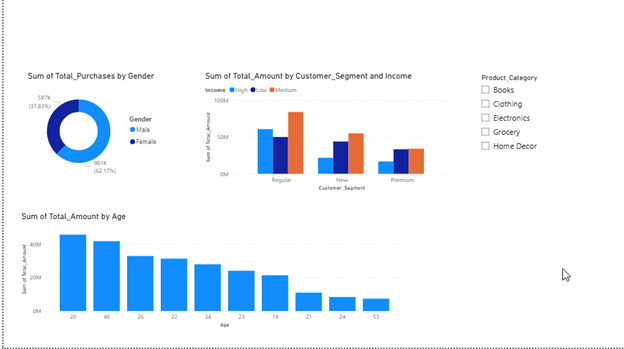 Sum of Total_Purchases by Gender
597K
(37.83%)
981K
(62.17%)
Gender
Male
Female
Sum of Total_Amount by Customer_Segment and Income
Income High Low Medium
Sum of Total_Amount
100M
50M
0M
Regular New Premium
Customer_Segment
Product_Category
Books
Clothing
Electronics
Grocery
Home Decor
Sum of Total_Amount by Age
Sum of Total_Amount
40M
20M
0M
20 46 26 22 34 23 19 21 24 55
Age